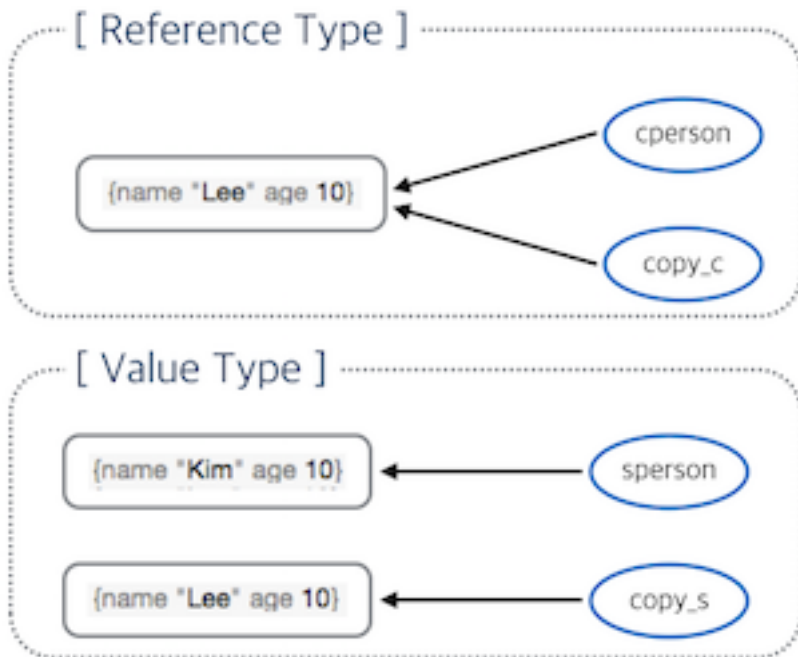 [ Reference Type ]
cperson
{name "Lee" age 10}
copy_c
[ Value Type ]
{name "Kim" age 10}
sperson
{name "Lee" age 10}
copy_s